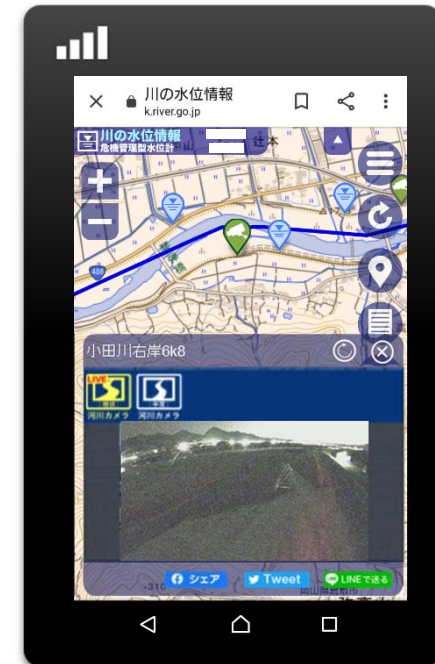 川の水位情報
k.river.go.jp
川の水位情報
危機管理型水位計
辻本
486
小田川右岸6k8
LIVE
河川カメラ
河川カメラ
シェア
Tweet
LINEで送る